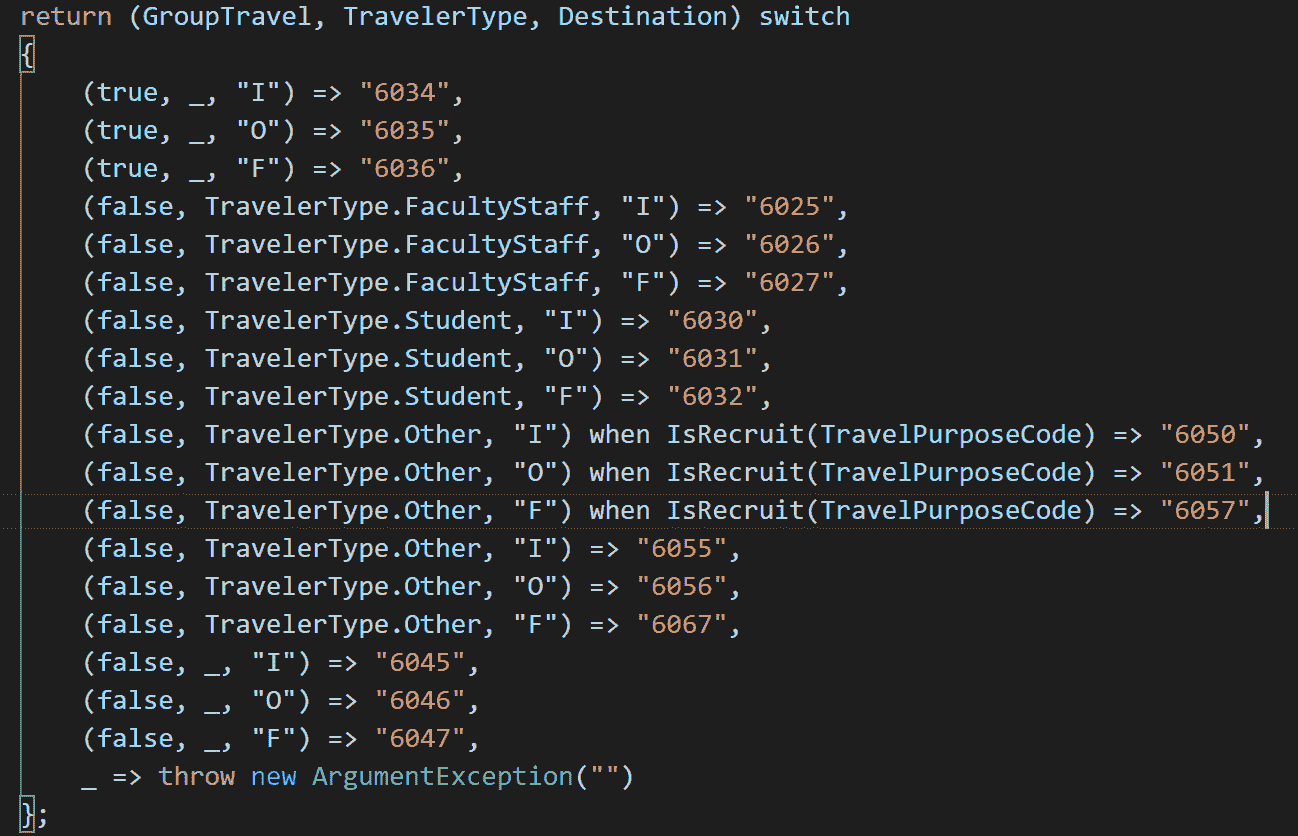 return (GroupTravel, TravelerType, Destination) switch
{
    (true, _, "I") => "6034",
    (true, _, "O") => "6035",
    (true, _, "F") => "6036",
    (false, TravelerType.FacultyStaff, "I") => "6025",
    (false, TravelerType.FacultyStaff, "O") => "6026",
    (false, TravelerType.FacultyStaff, "F") => "6027",
    (false, TravelerType.Student, "I") => "6030",
    (false, TravelerType.Student, "O") => "6031",
    (false, TravelerType.Student, "F") => "6032",
    (false, TravelerType.Other, "I") when IsRecruit(TravelPurposeCode) => "6050",
    (false, TravelerType.Other, "O") when IsRecruit(TravelPurposeCode) => "6051",
    (false, TravelerType.Other, "F") when IsRecruit(TravelPurposeCode) => "6057",
    (false, TravelerType.Other, "I") => "6055",
    (false, TravelerType.Other, "O") => "6056",
    (false, TravelerType.Other, "F") => "6067",
    (false, _, "I") => "6045",
    (false, _, "O") => "6046",
    (false, _, "F") => "6047",
    _ => throw new ArgumentException("")
};